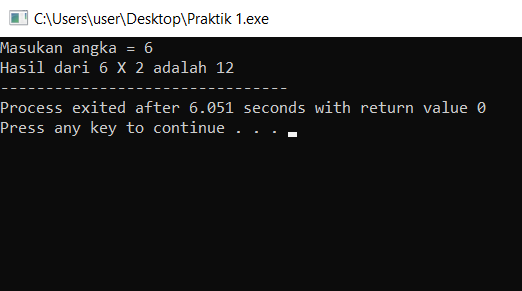 C:\Users\user\Desktop\Praktik 1.exe
Masukan angka = 6
Hasil dari 6 X 2 adalah 12
--------------------------------
Process exited after 6.051 seconds with return value 0
Press any key to continue . . .